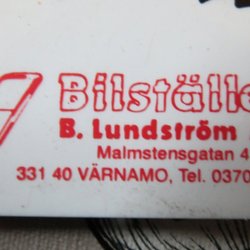 Bilställe
B. Lundström
Malmstensgatan 4
331 40 VÄRNAMO, Tel. 0370